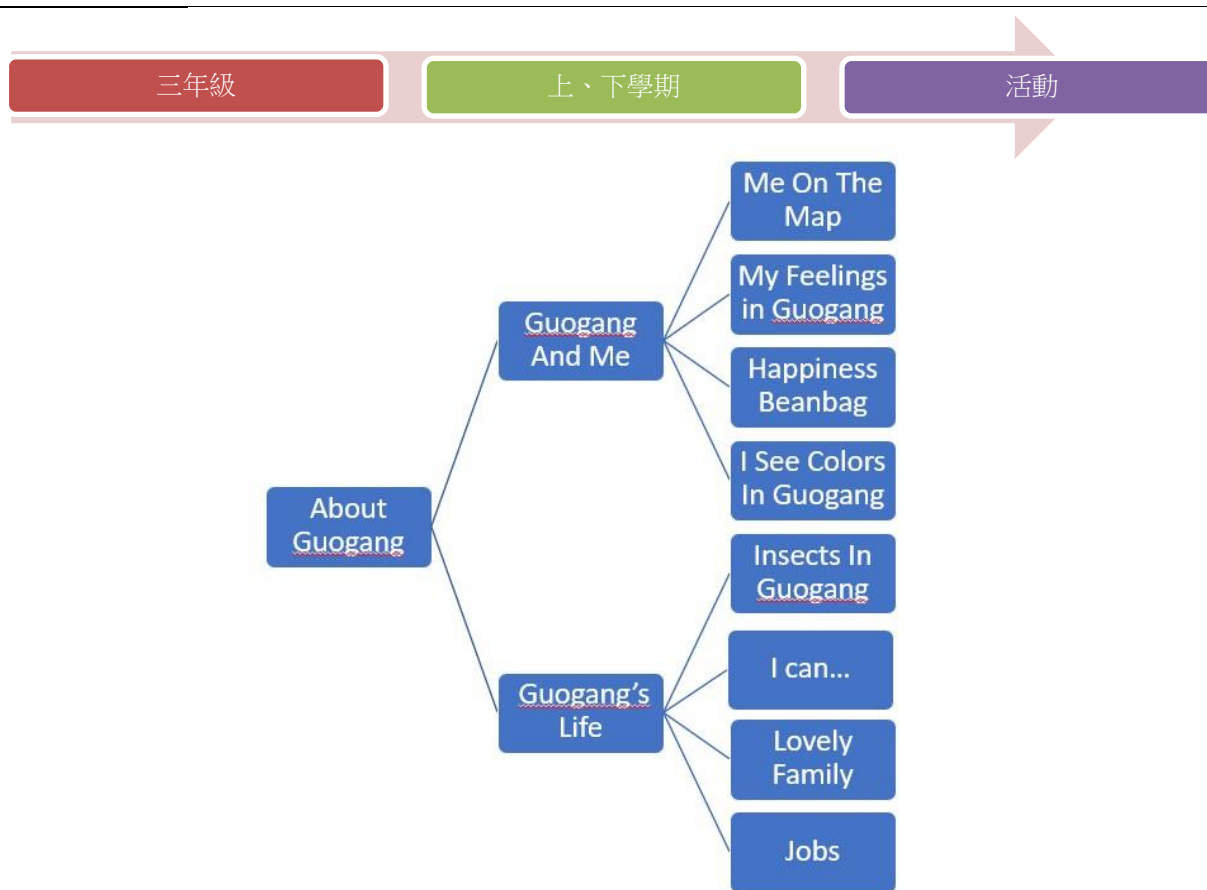 三年級
上、下學期
活動
Me On The
Map
My Feelings
in Guogang
Guogang
And Me
Happiness
Beanbag
I See Colors
In Guogang
About
Guogang
Insects In
Guogang
I can...
Guogang's
Life
Lovely
Family
Jobs